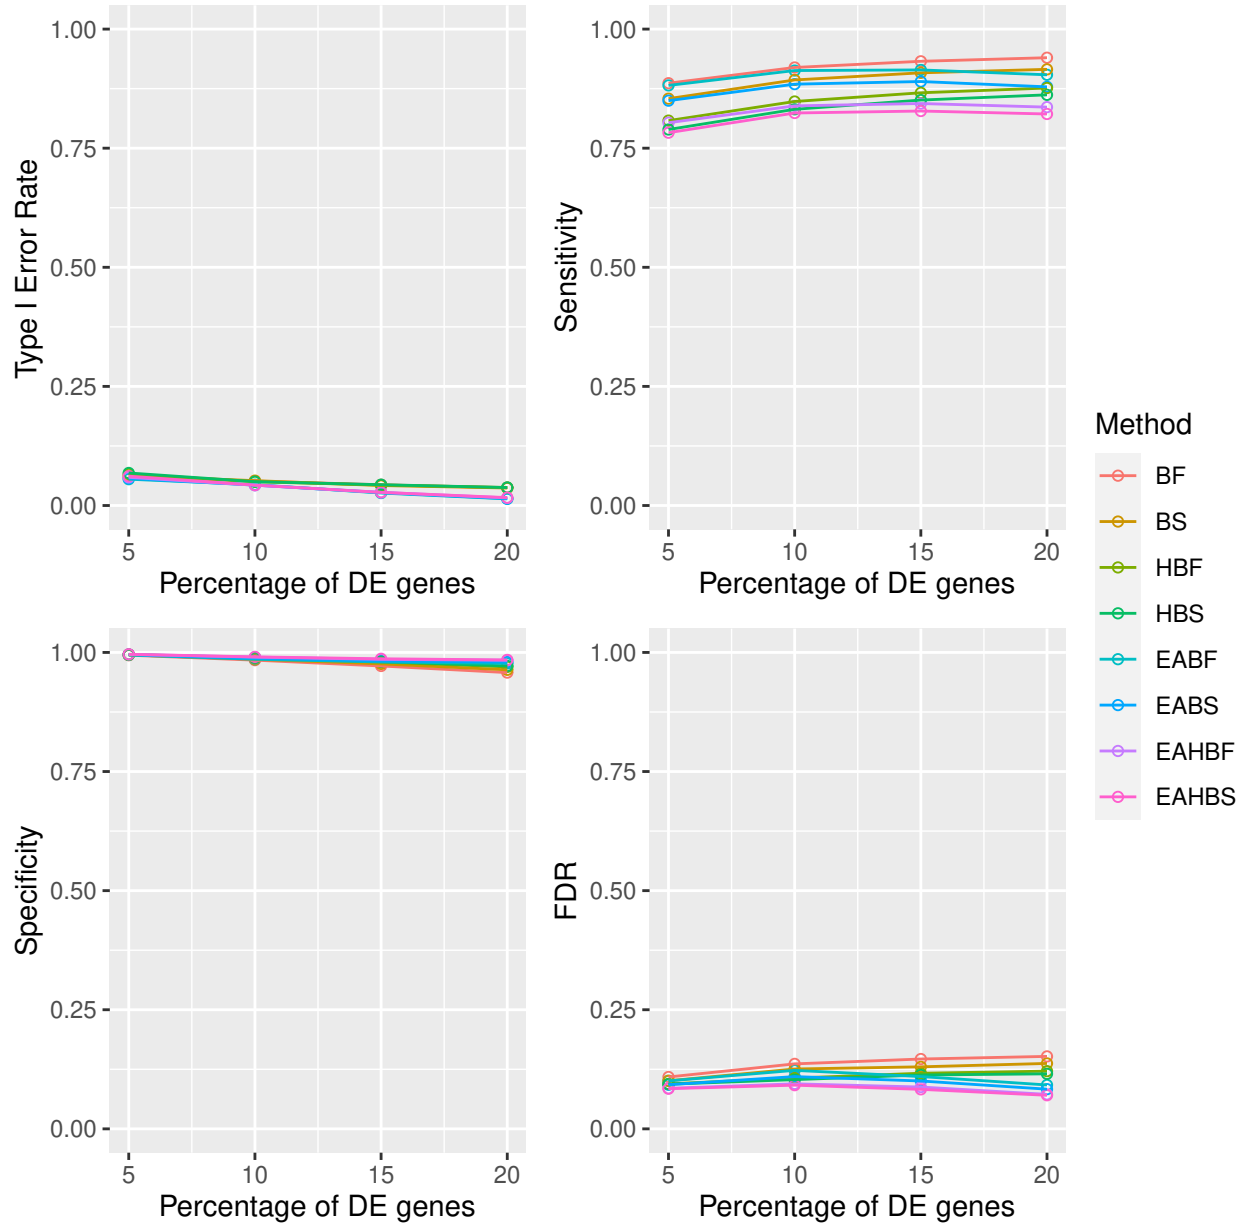 1.00
0.75
0.50
0.25
0.00
Type I Error Rate
5 10 15 20
Percentage of DE genes
1.00
0.75
0.50
0.25
0.00
Sensitivity
5 10 15 20
Percentage of DE genes
1.00
0.75
0.50
0.25
0.00
Specificity
5 10 15 20
Percentage of DE genes
1.00
0.75
0.50
0.25
0.00
FDR
5 10 15 20
Percentage of DE genes
Method
BF
BS
HBF
HBS
EABF
EABS
EAHBF
EAHBS